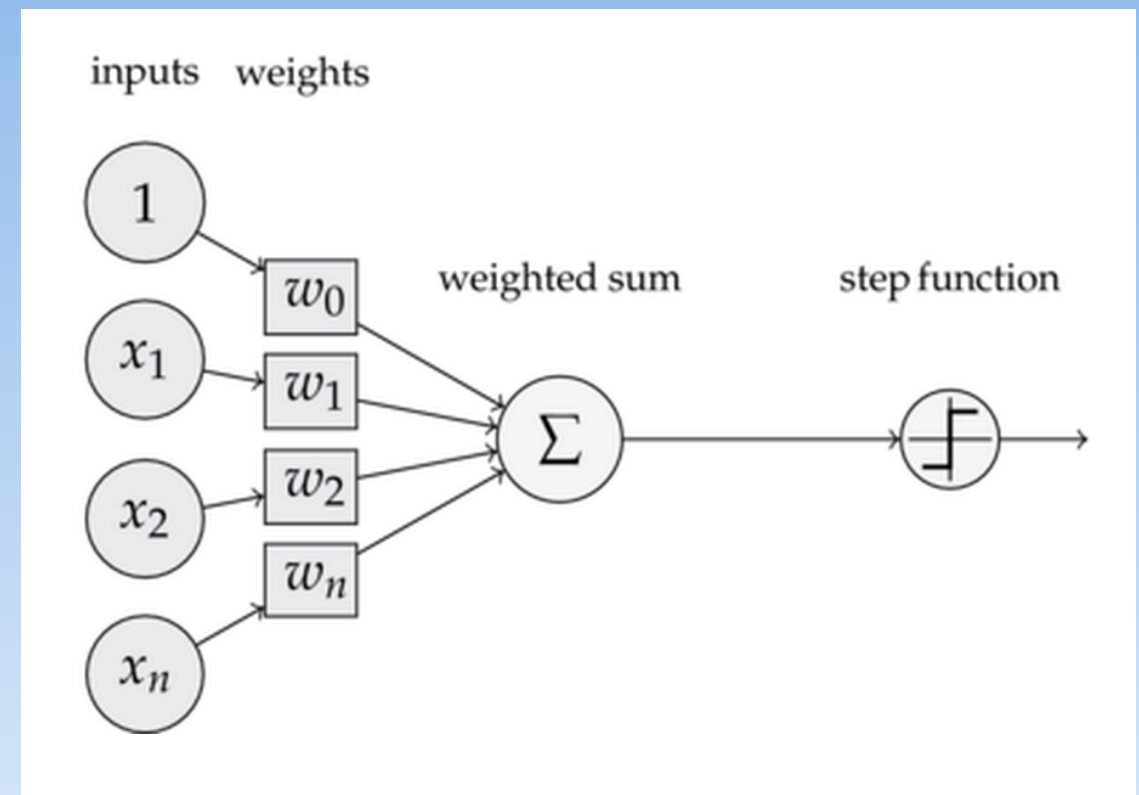 inputs weights
1
w₀
weighted sum
step function
x₁
w₁
Σ
x₂
w₂
wₙ
xₙ